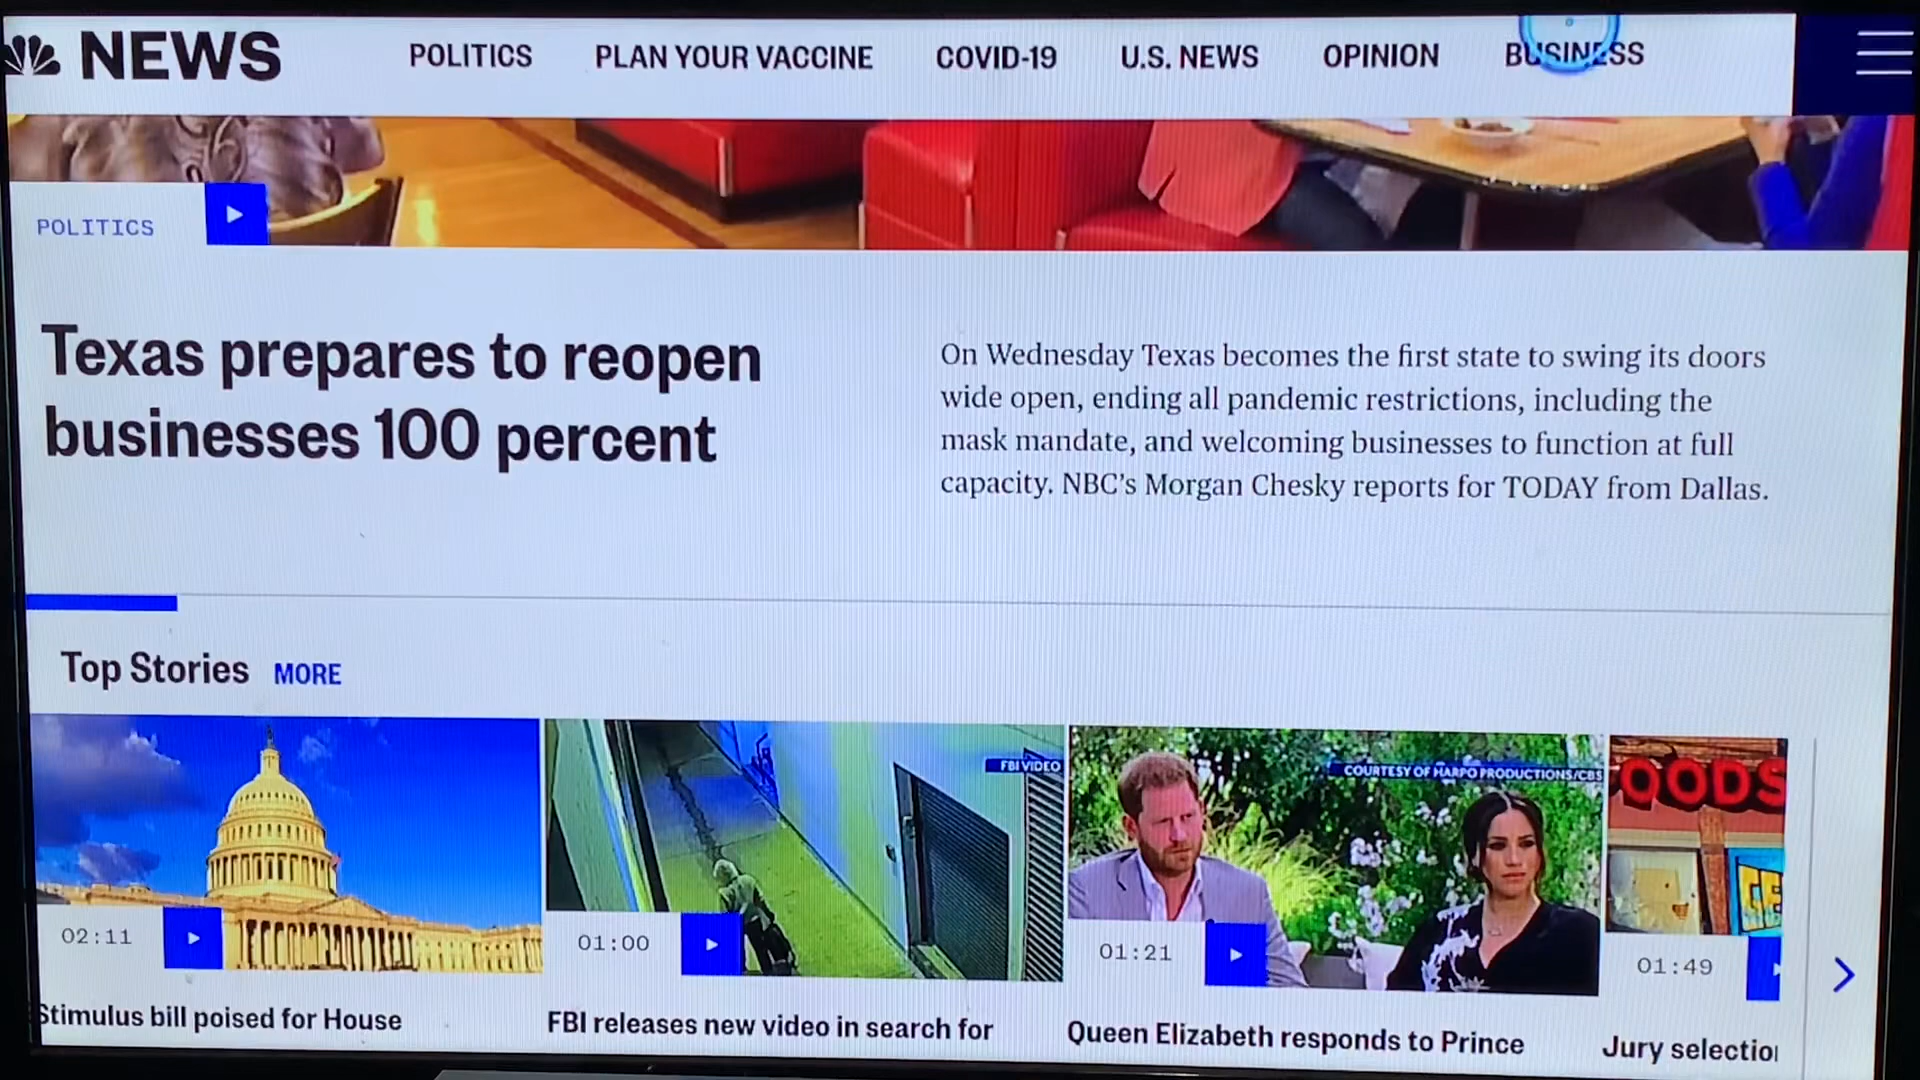 NEWS POLITICS PLAN YOUR VACCINE COVID-19 U.S. NEWS OPINION BUSINESS
POLITICS
Texas prepares to reopen
businesses 100 percent
On Wednesday Texas becomes the first state to swing its doors
wide open, ending all pandemic restrictions, including the
mask mandate, and welcoming businesses to function at full
capacity. NBC's Morgan Chesky reports for TODAY from Dallas.
Top Stories MORE
FBI VIDEO
COURTESY OF HARPO PRODUCTIONS/CBS
OODS
02:11
01:00
01:21
01:49
Stimulus bill poised for House
FBI releases new video in search for
Queen Elizabeth responds to Prince
Jury selection